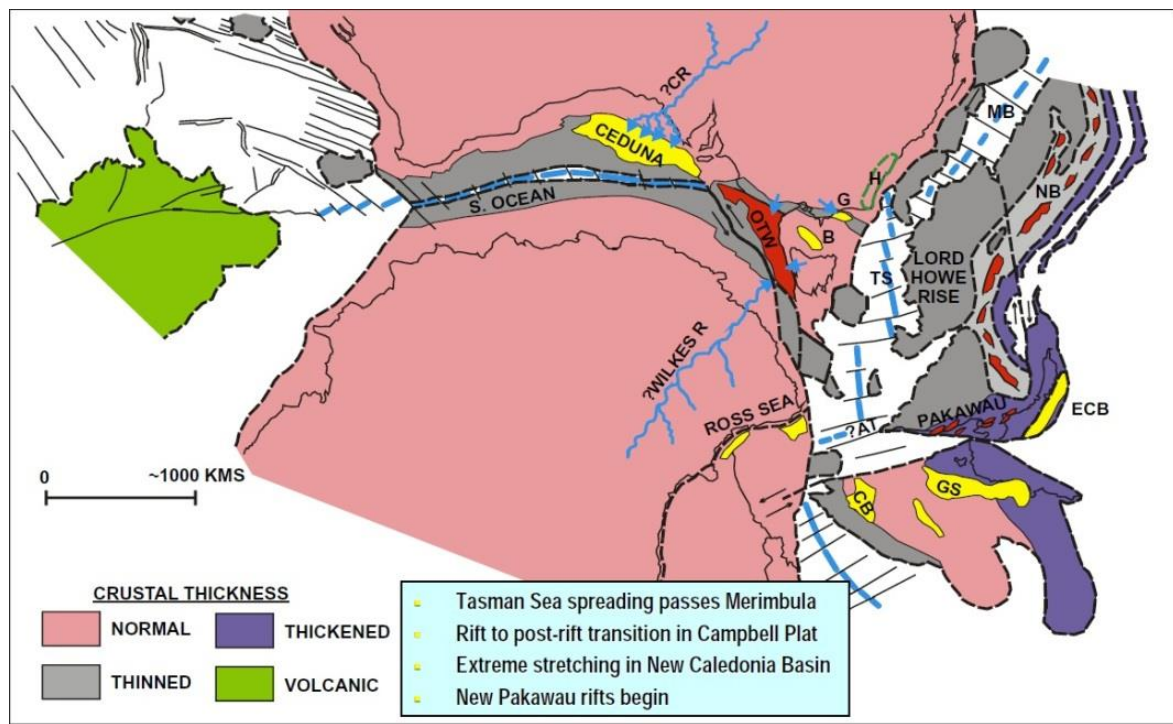 ?CR
CEDUNA
MB
S. OCEAN
OTW
G
H
B
NB
TS
LORD
HOWE
RISE
?WILKES R
ROSS SEA
?AT
PAKAWAU
ECB
CB
GS
0
~1000 KMS
CRUSTAL THICKNESS
NORMAL
THICKENED
THINNED
VOLCANIC
Tasman Sea spreading passes Merimbula
Rift to post-rift transition in Campbell Plat
Extreme stretching in New Caledonia Basin
New Pakawau rifts begin